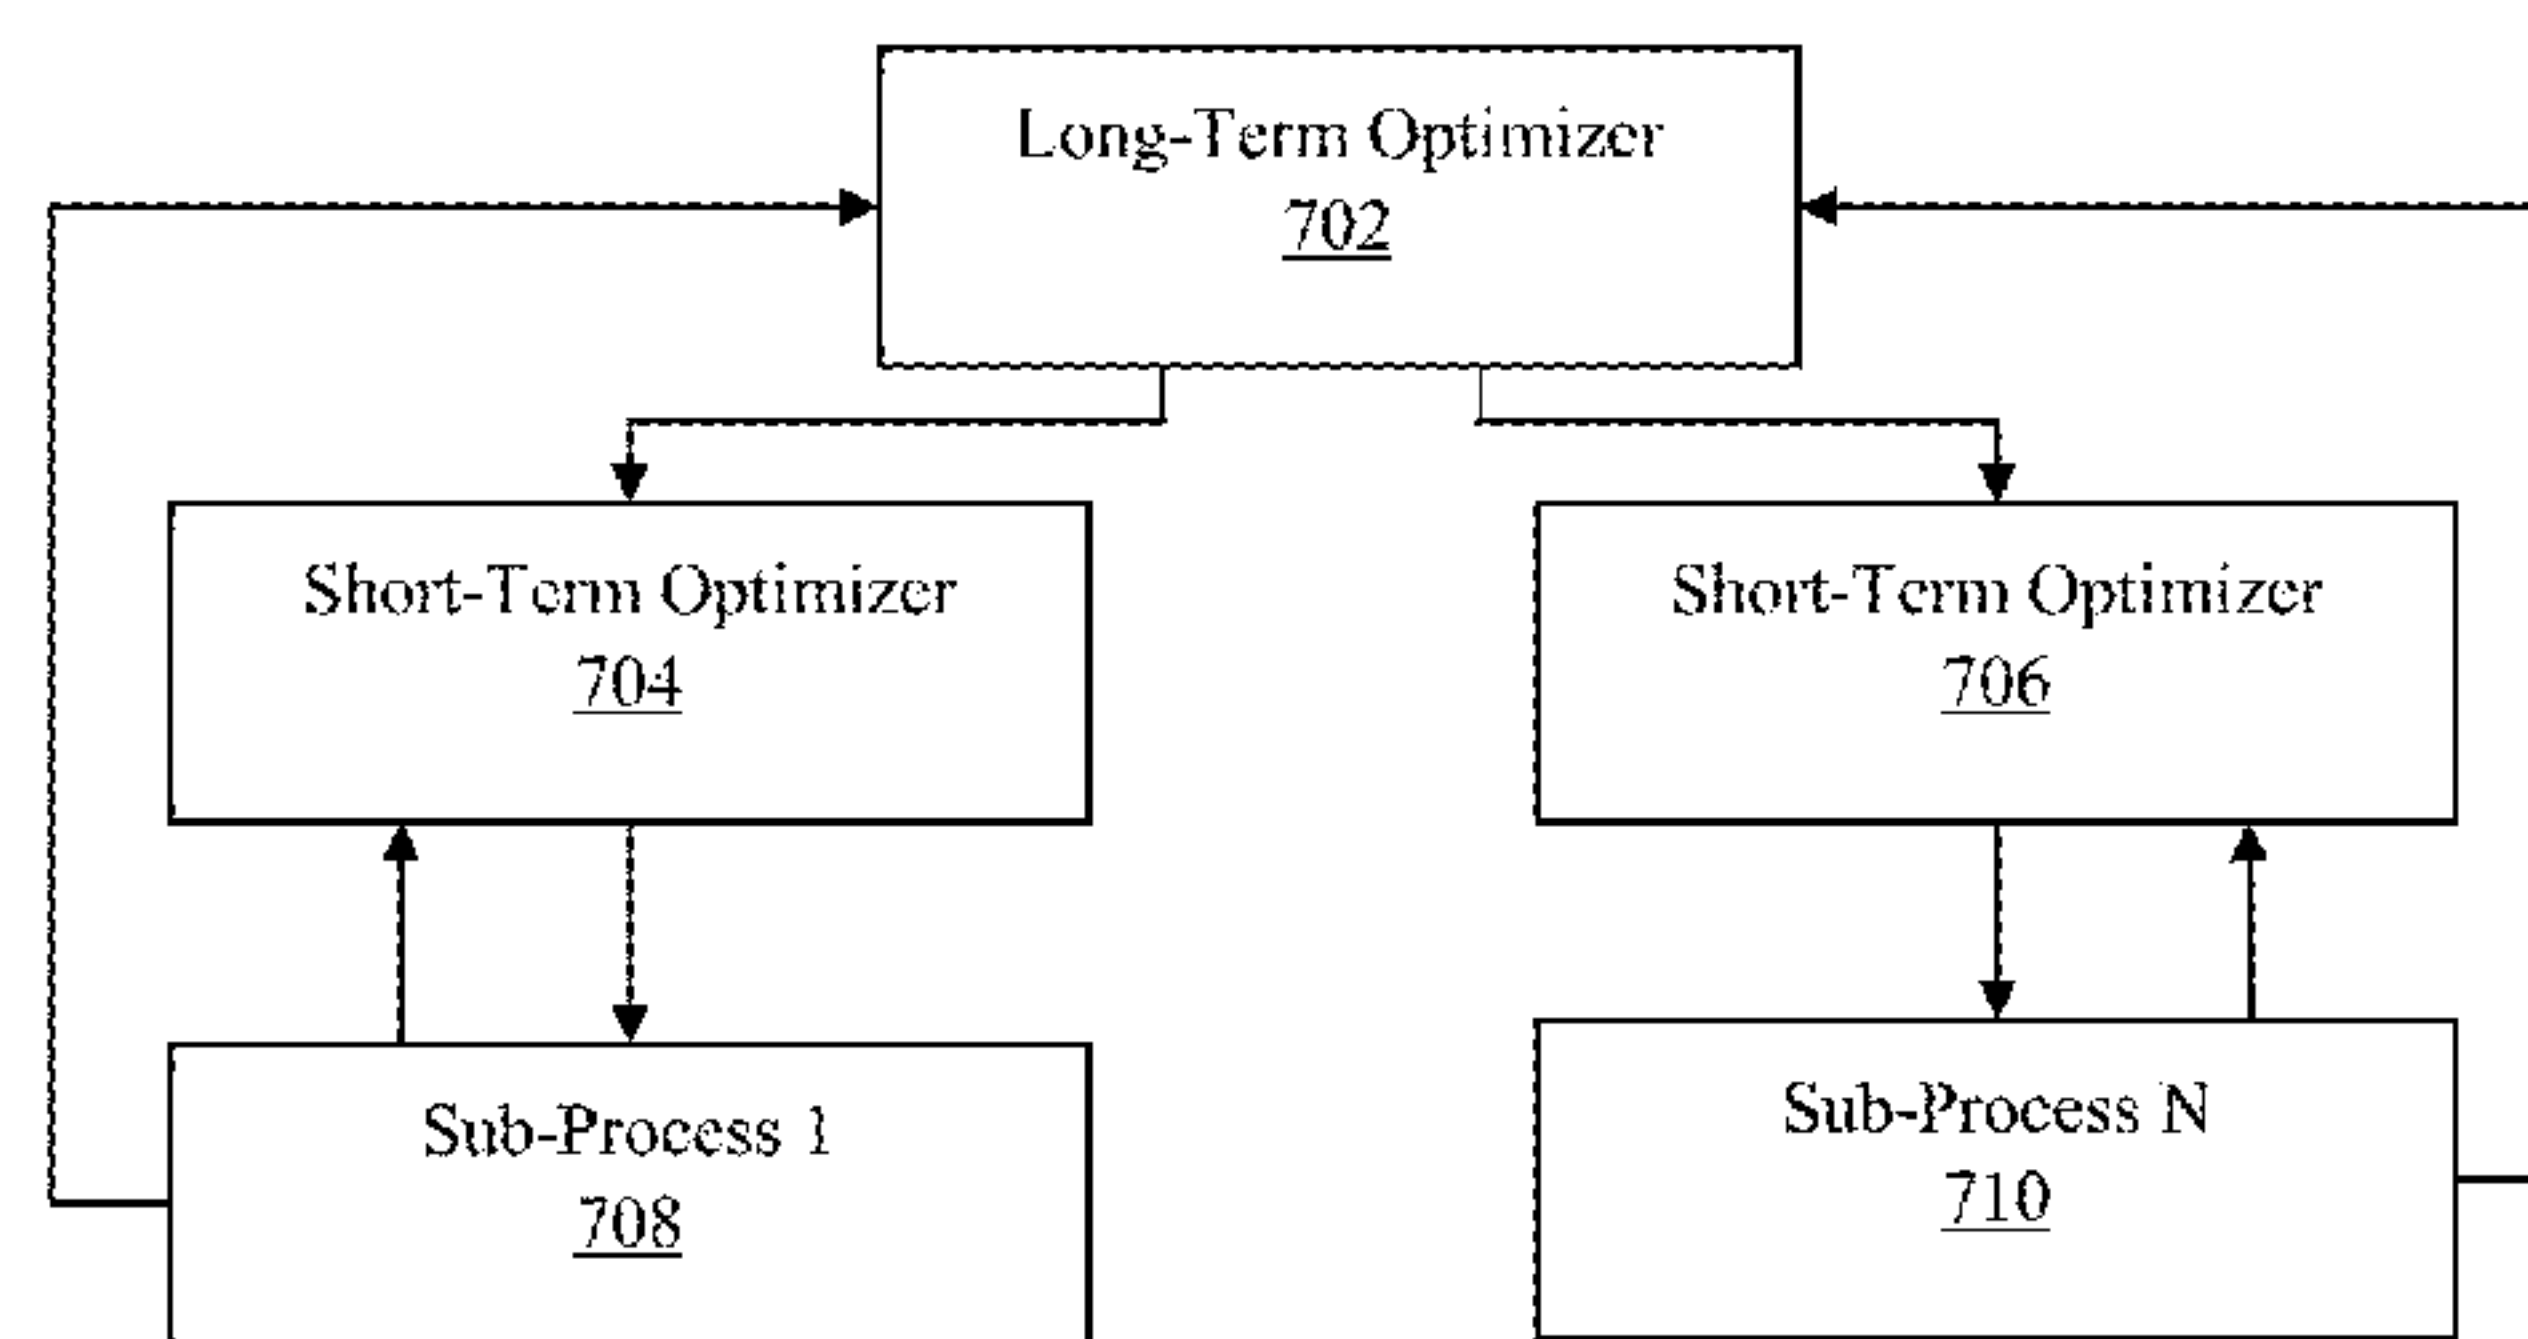 Long-Term Optimizer
702
Short-Term Optimizer
704
Short-Term Optimizer
706
Sub-Process 1
708
Sub-Process N
710